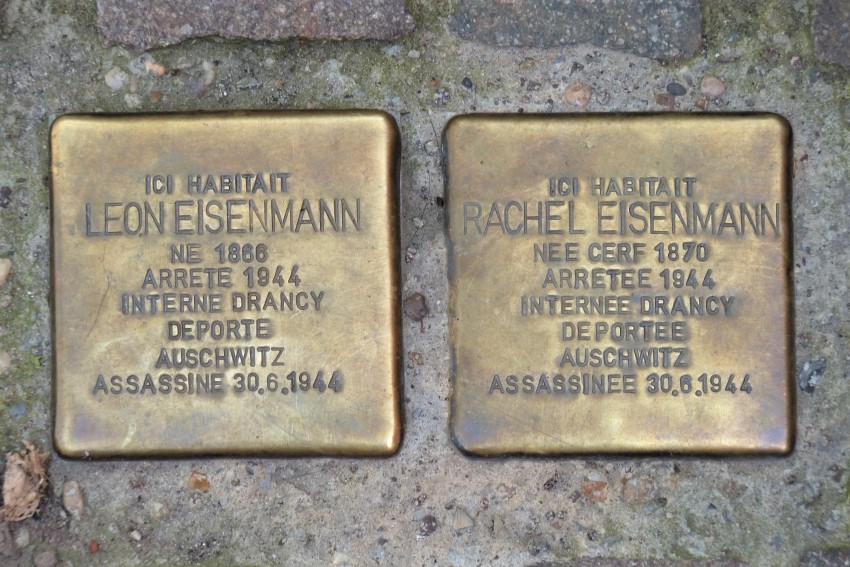 ICI HABITAIT
LEON EISENMANN
NE 1866
ARRETE 1944
INTERNE DRANCY
DEPORTE
AUSCHWITZ
ASSASSINE 30.6.1944
ICI HABITAIT
RACHEL EISENMANN
NEE CERF 1870
ARRETEE 1944
INTERNEE DRANCY
DEPORTEE
AUSCHWITZ
ASSASSINEE 30.6.1944